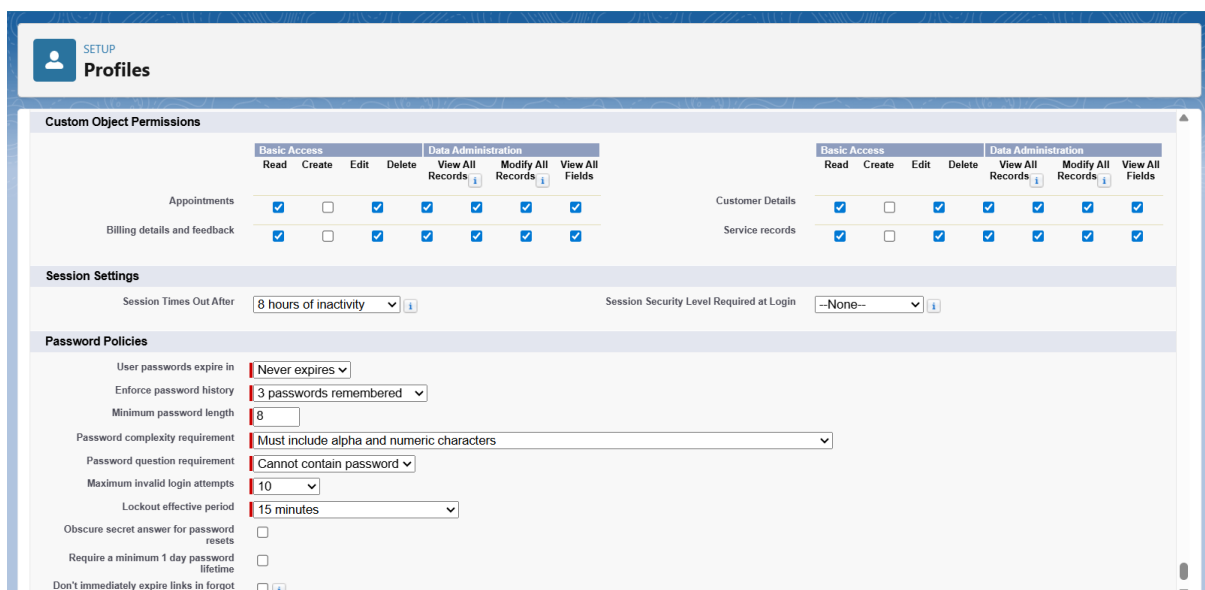 SETUP
Profiles
Custom Object Permissions
Basic Access Data Administration Basic Access Data Administration
Read Create Edit Delete View All Records Modify All Records View All Fields Read Create Edit Delete View All Records Modify All Records View All Fields
Appointments Customer Details
Billing details and feedback Service records
Session Settings
Session Times Out After 8 hours of inactivity Session Security Level Required at Login --None--
Password Policies
User passwords expire in Never expires
Enforce password history 3 passwords remembered
Minimum password length 8
Password complexity requirement Must include alpha and numeric characters
Password question requirement Cannot contain password
Maximum invalid login attempts 10
Lockout effective period 15 minutes
Obscure secret answer for password
resets
Require a minimum 1 day password
lifetime
Don't immediately expire links in forgot